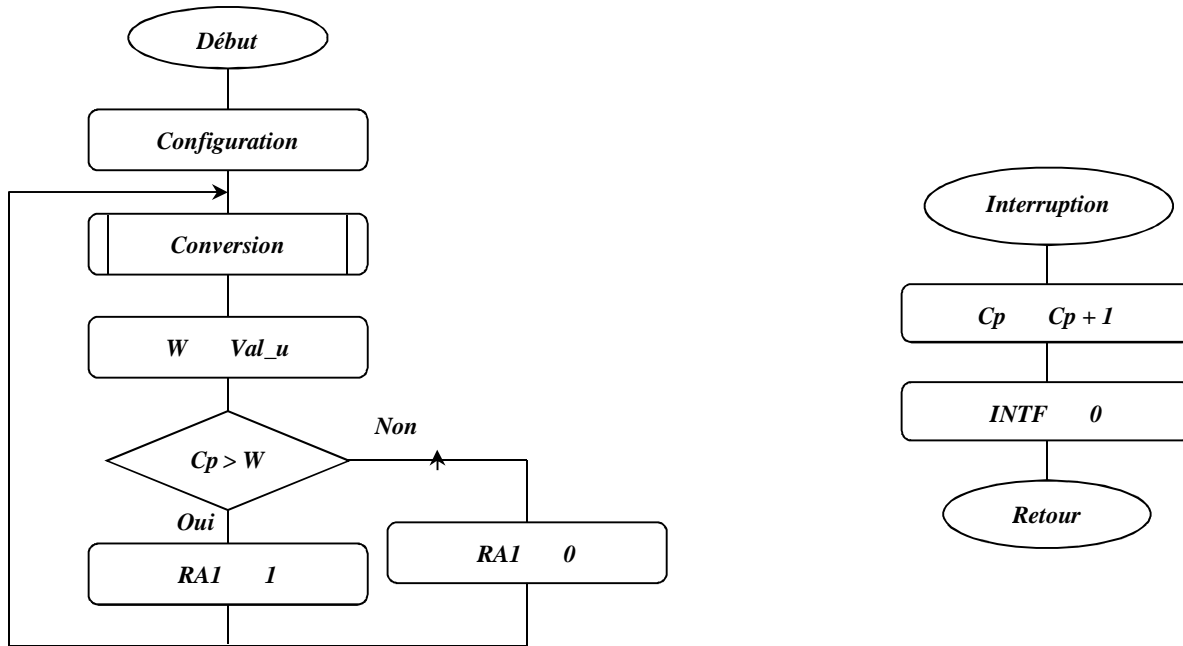 Début
Configuration
Conversion
W Val_u
Non
Cp > W
Oui
RA1 1
RA1 0
Interruption
Cp Cp + 1
INTF 0
Retour